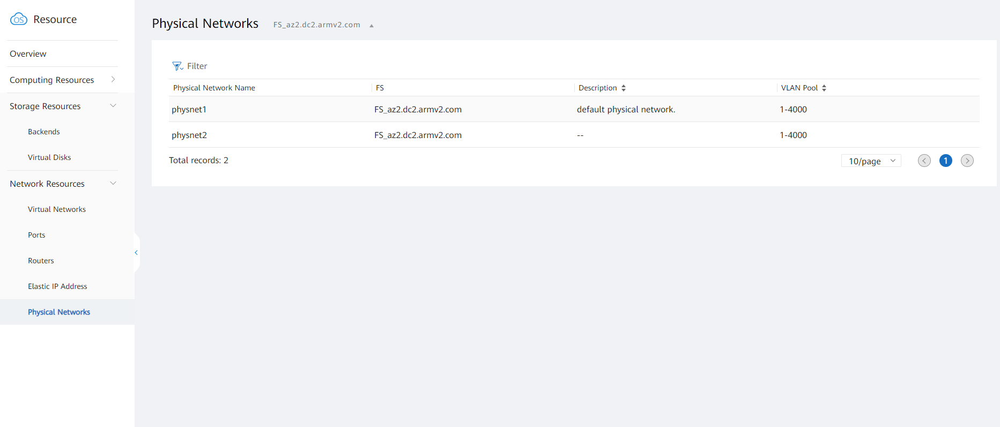 OS Resource
Overview
Computing Resources
Storage Resources
Backends
Virtual Disks
Network Resources
Virtual Networks
Ports
Routers
Elastic IP Address
Physical Networks
Physical Networks FS_az2.dc2.armv2.com
Filter
Physical Network Name FS Description VLAN Pool
physnet1 FS_az2.dc2.armv2.com default physical network. 1-4000
physnet2 FS_az2.dc2.armv2.com -- 1-4000
Total records: 2 10/page 1